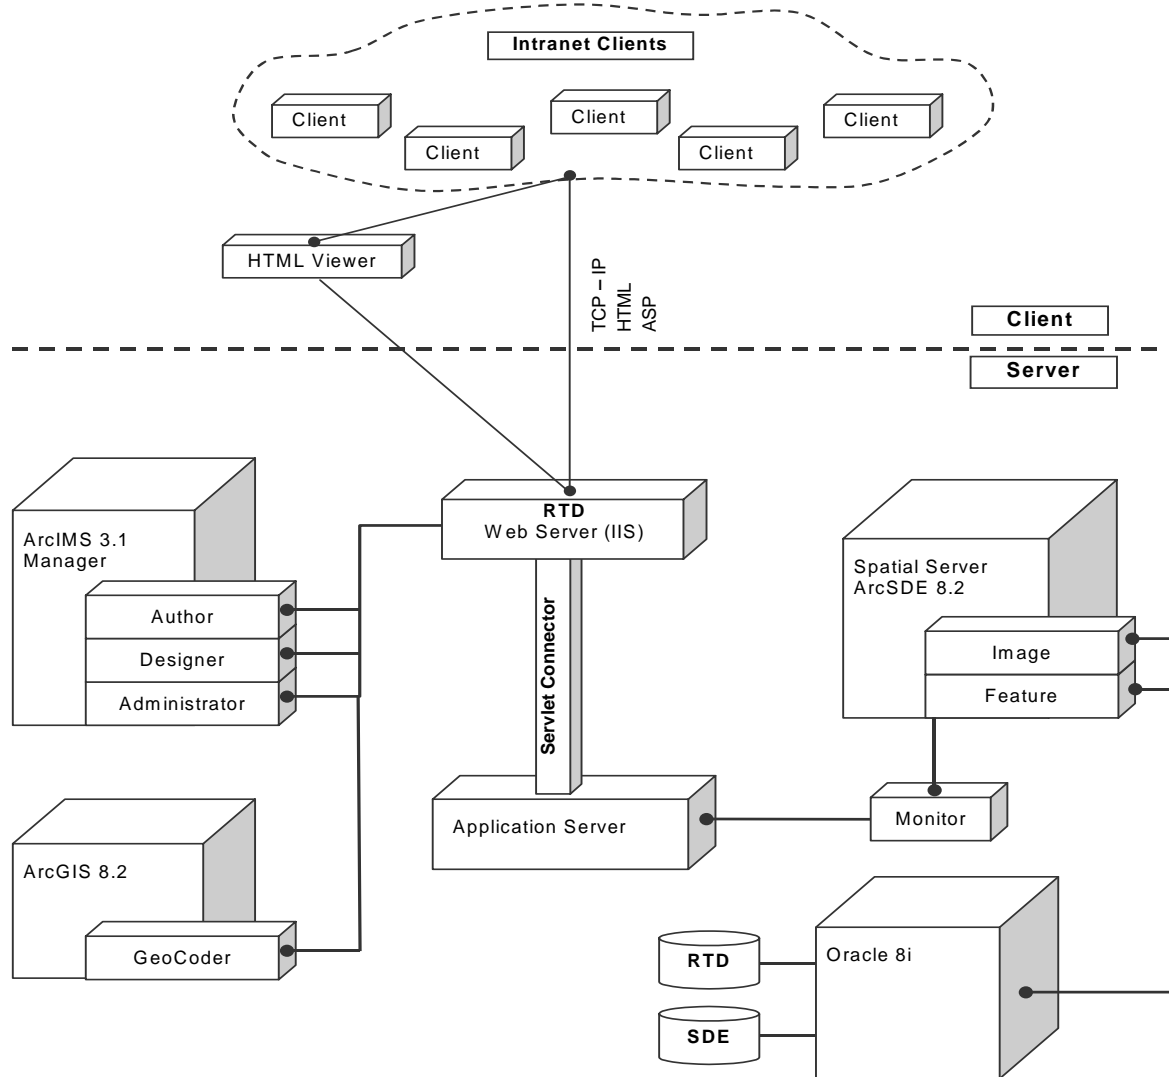 Intranet Clients
Client
Client
Client
Client
Client
HTML Viewer
TCP – IP
HTML
ASP
Client
Server
ArcIMS 3.1
Manager
Author
Designer
Administrator
RTD
Web Server (IIS)
Servlet Connector
Spatial Server
ArcSDE 8.2
Image
Feature
Application Server
Monitor
ArcGIS 8.2
GeoCoder
RTD
SDE
Oracle 8i